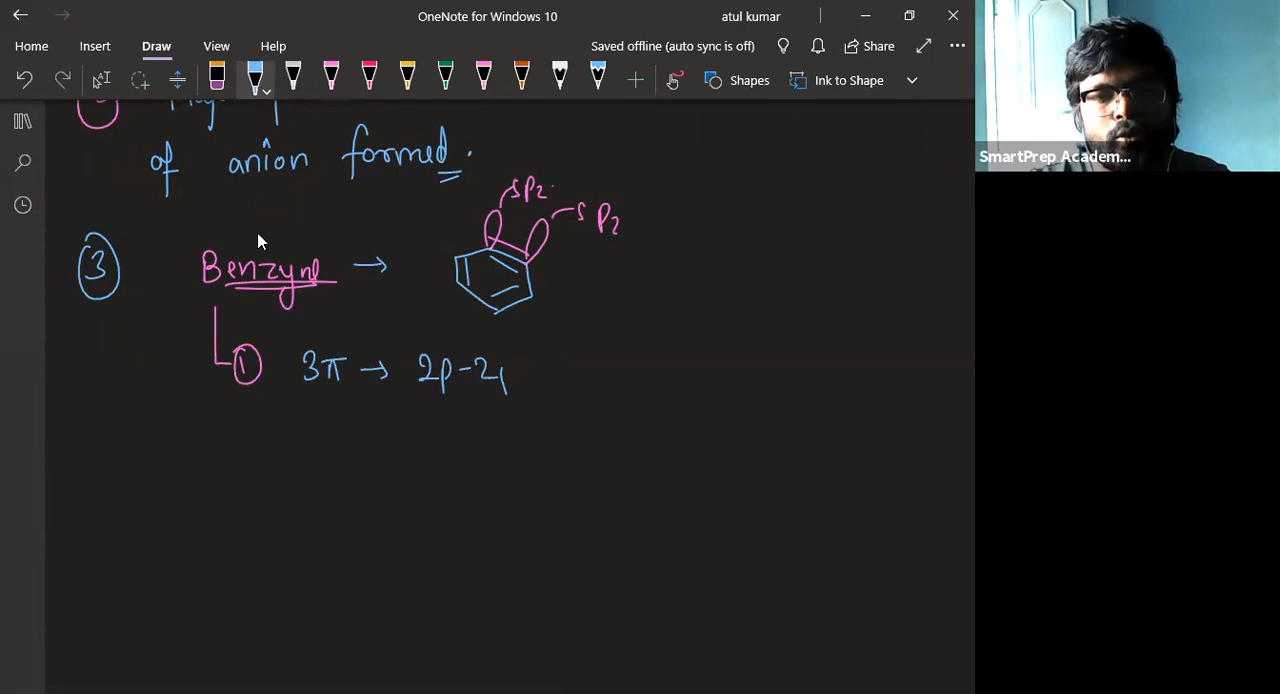 OneNote for Windows 10
atul kumar
Home Insert Draw View Help
Saved offline (auto sync is off)
Share
Shapes
Ink to Shape
SmartPrep Academ...
of anion formed.
SP2
SP2
3 Benzyne →
1 3π → 2p-2